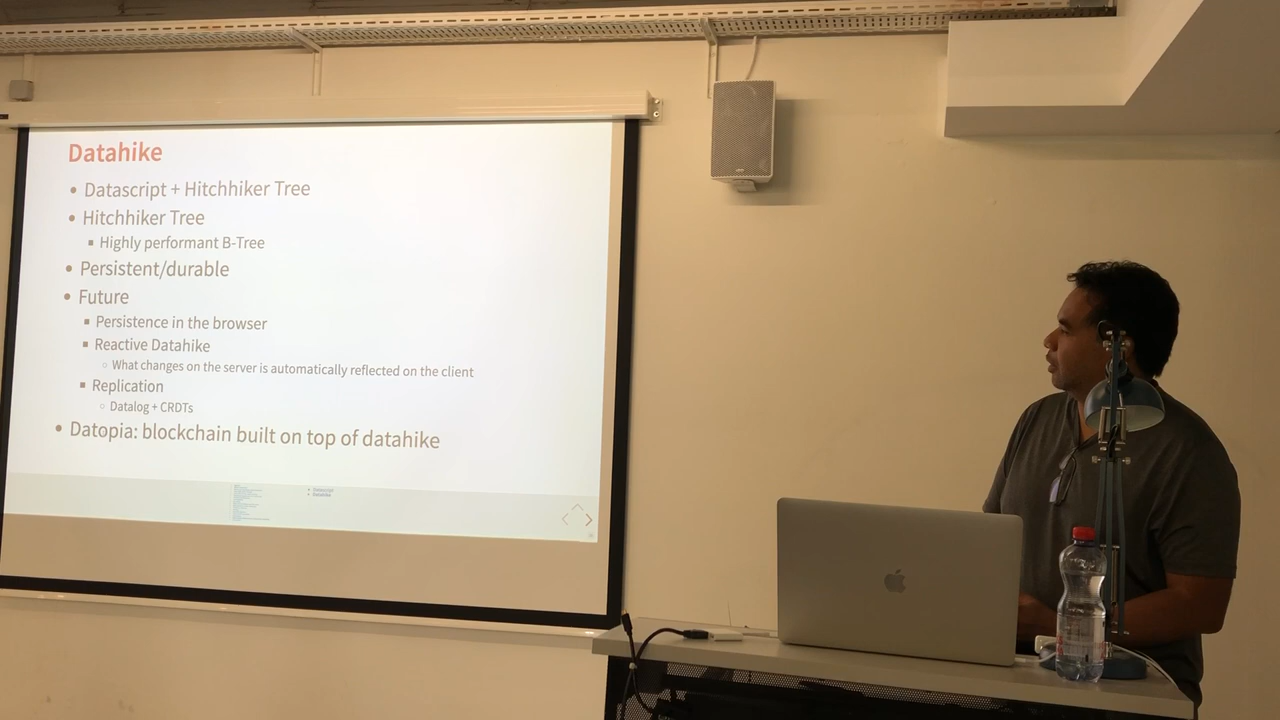 Datahike
• Datascript + Hitchhiker Tree
• Hitchhiker Tree
▪ Highly performant B-Tree
• Persistent/durable
• Future
▪ Persistence in the browser
▪ Reactive Datahike
○ What changes on the server is automatically reflected on the client
▪ Replication
○ Datalog + CRDTs
• Datopia: blockchain built on top of datahike
• Datascript
• Datahike